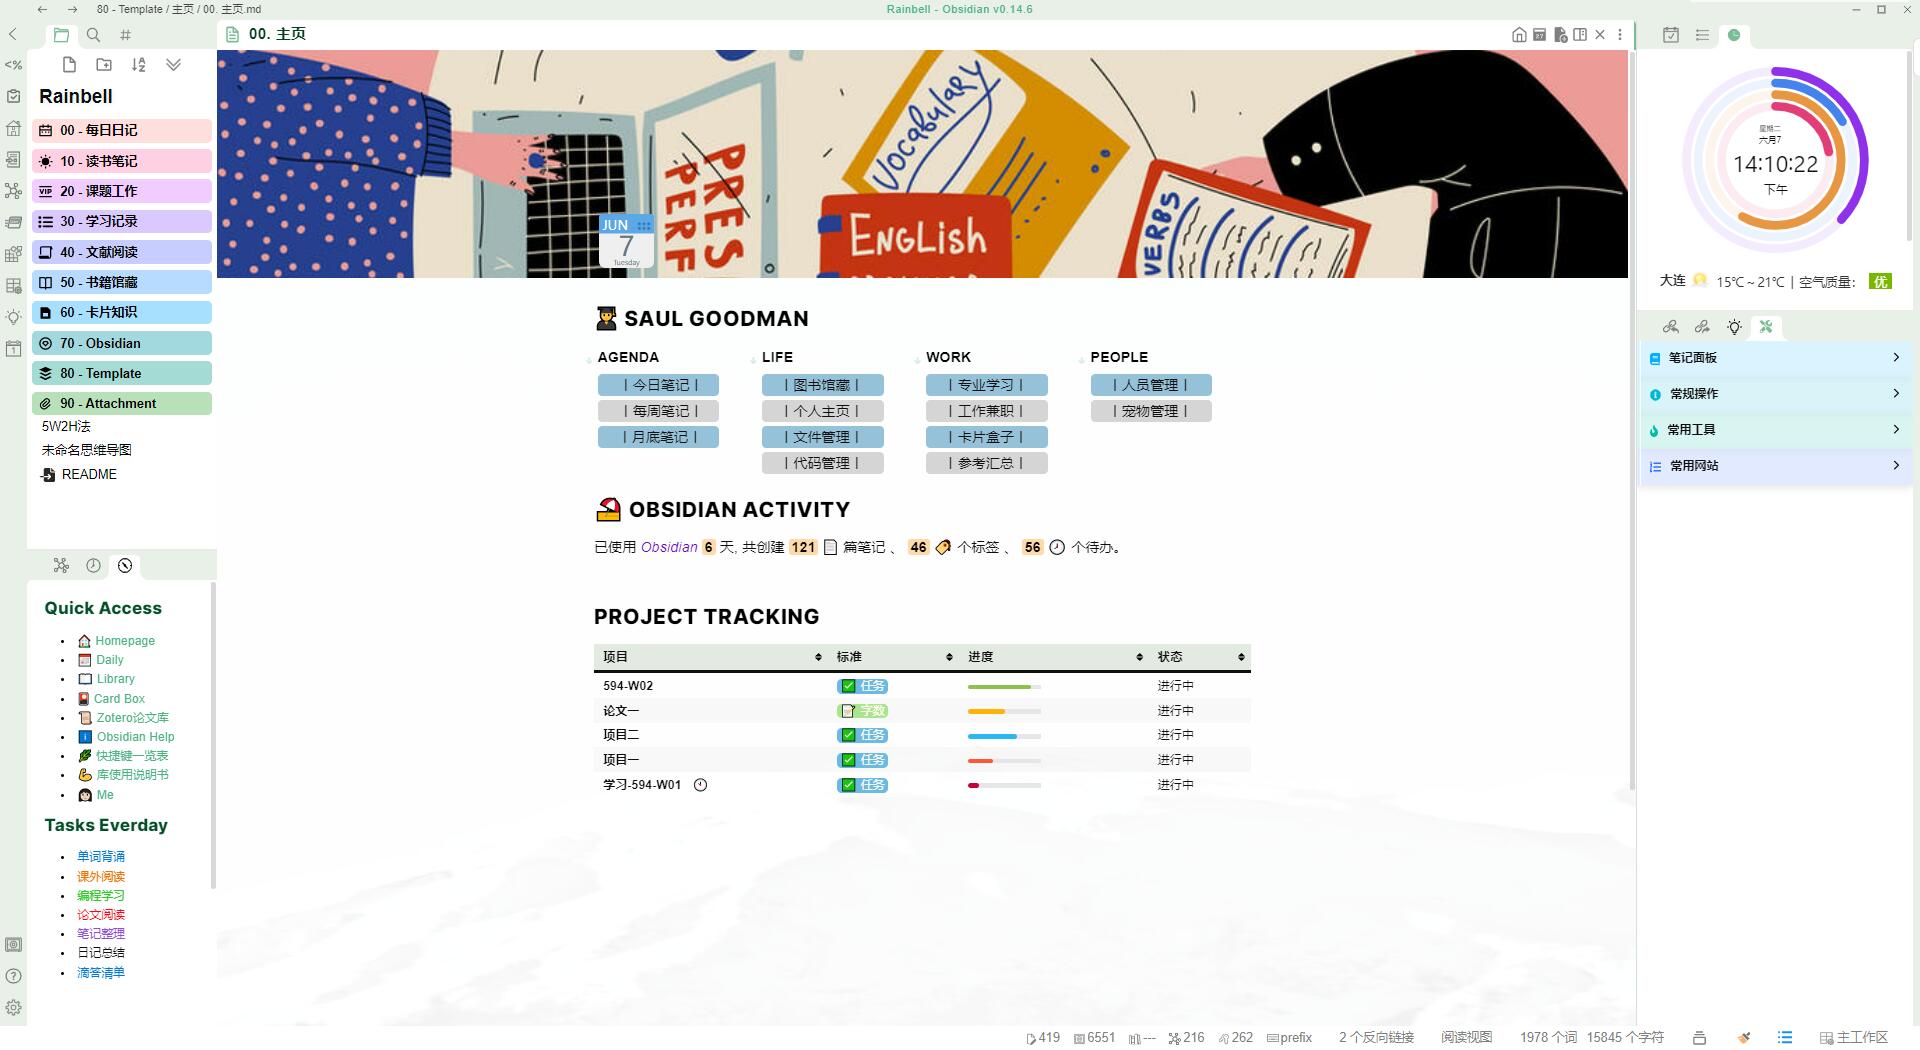 80 - Template / 主页 / 00. 主页.md
Rainbell - Obsidian v0.14.6
00. 主页
Rainbell
00 - 每日日记
10 - 读书笔记
20 - 课题工作
30 - 学习记录
40 - 文献阅读
50 - 书籍馆藏
60 - 卡片知识
70 - Obsidian
80 - Template
90 - Attachment
5W2H法
未命名思维导图
README
Quick Access
Homepage
Daily
Library
Card Box
Zotero论文库
Obsidian Help
快捷键一览表
库使用说明书
Me
Tasks Everday
单词背诵
课外阅读
编程学习
论文阅读
笔记整理
日记总结
滴答清单
PRES
PERF
Vocabulary
ENGLisH
VERBS
JUN
7
Tuesday
SAUL GOODMAN
AGENDA LIFE WORK PEOPLE
| 今日笔记 | | 图书馆藏 | | 专业学习 | | 人员管理 |
| 每周笔记 | | 个人主页 | | 工作兼职 | | 宠物管理 |
| 月底笔记 | | 文件管理 | | 卡片盒子 |
| 代码管理 | | 参考汇总 |
OBSIDIAN ACTIVITY
已使用 Obsidian 6 天, 共创建 121 篇笔记 、 46 个标签 、 56 个待办。
PROJECT TRACKING
项目 标准 进度 状态
594-W02 任务 进行中
论文一 字数 进行中
项目二 任务 进行中
项目一 任务 进行中
学习-594-W01 任务 进行中
星期二
六月7
14:10:22
下午
大连 15℃ ~ 21℃ | 空气质量： 优
笔记面板
常规操作
常用工具
常用网站
419 6551 --- 216 262 prefix 2 个反向链接 阅读视图 1978 个词 15845 个字符 主工作区